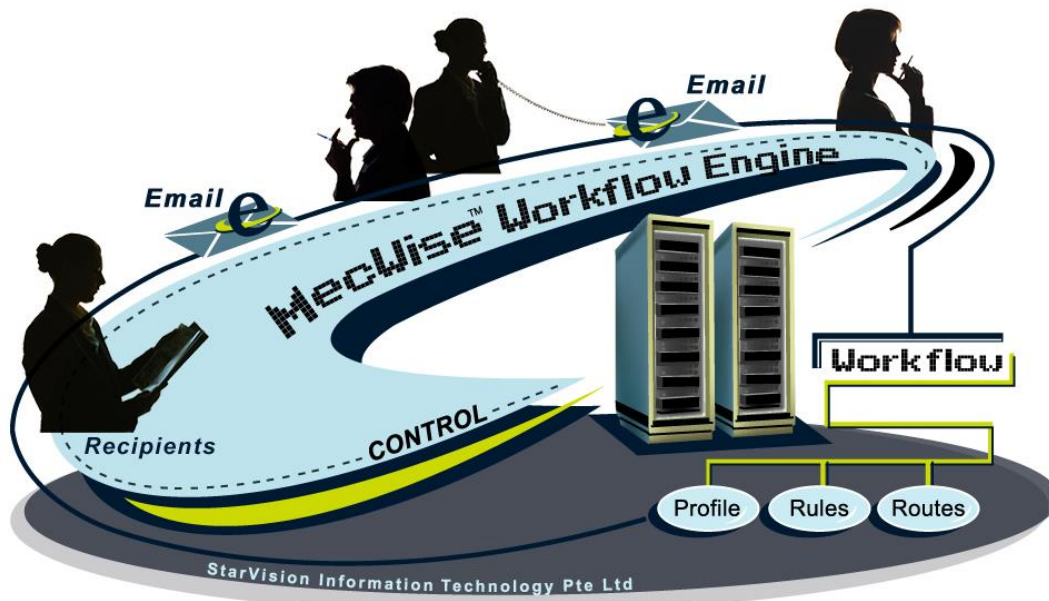 Email
Email
MecWise™ Workflow Engine
Recipients
CONTROL
Workflow
Profile
Rules
Routes
StarVision Information Technology Pte Ltd